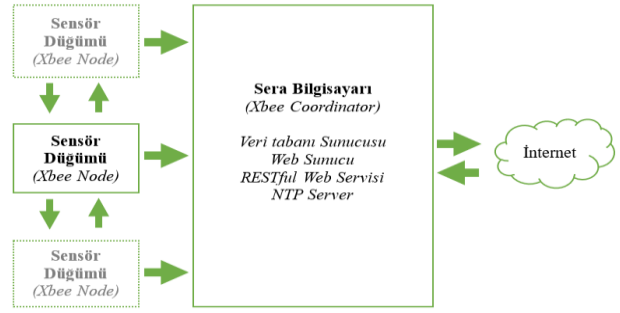 Sensör
Düğümü
(Xbee Node)
Sensör
Düğümü
(Xbee Node)
Sensör
Düğümü
(Xbee Node)
Sera Bilgisayarı
(Xbee Coordinator)
Veri tabanı Sunucusu
Web Sunucu
RESTful Web Servisi
NTP Server
İnternet